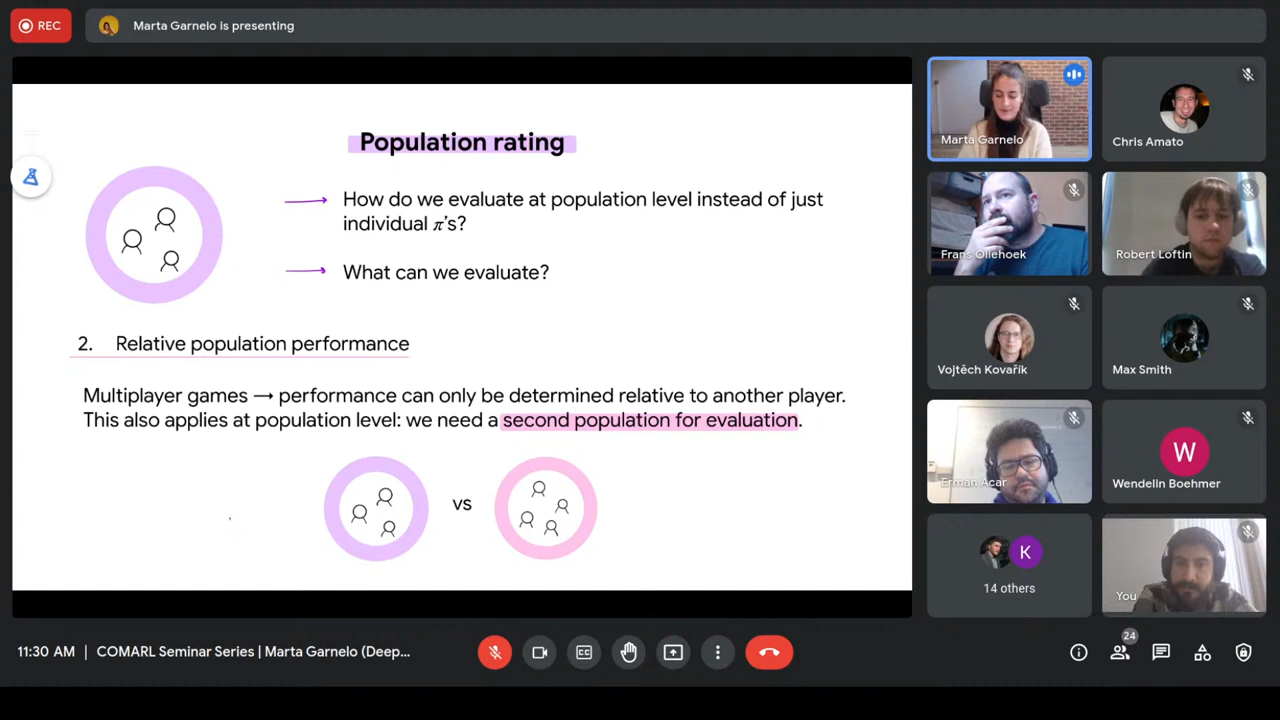 REC
Marta Garnelo is presenting
Population rating
How do we evaluate at population level instead of just
individual π's?
What can we evaluate?
2. Relative population performance
Multiplayer games → performance can only be determined relative to another player.
This also applies at population level: we need a second population for evaluation.
vs
Marta Garnelo
Chris Amato
Frans Oliehoek
Robert Loftin
Vojtěch Kovařík
Max Smith
Erman Acar
W
Wendelin Boehmer
K
14 others
You
11:30 AM | COMARL Seminar Series | Marta Garnelo (Deep...
24